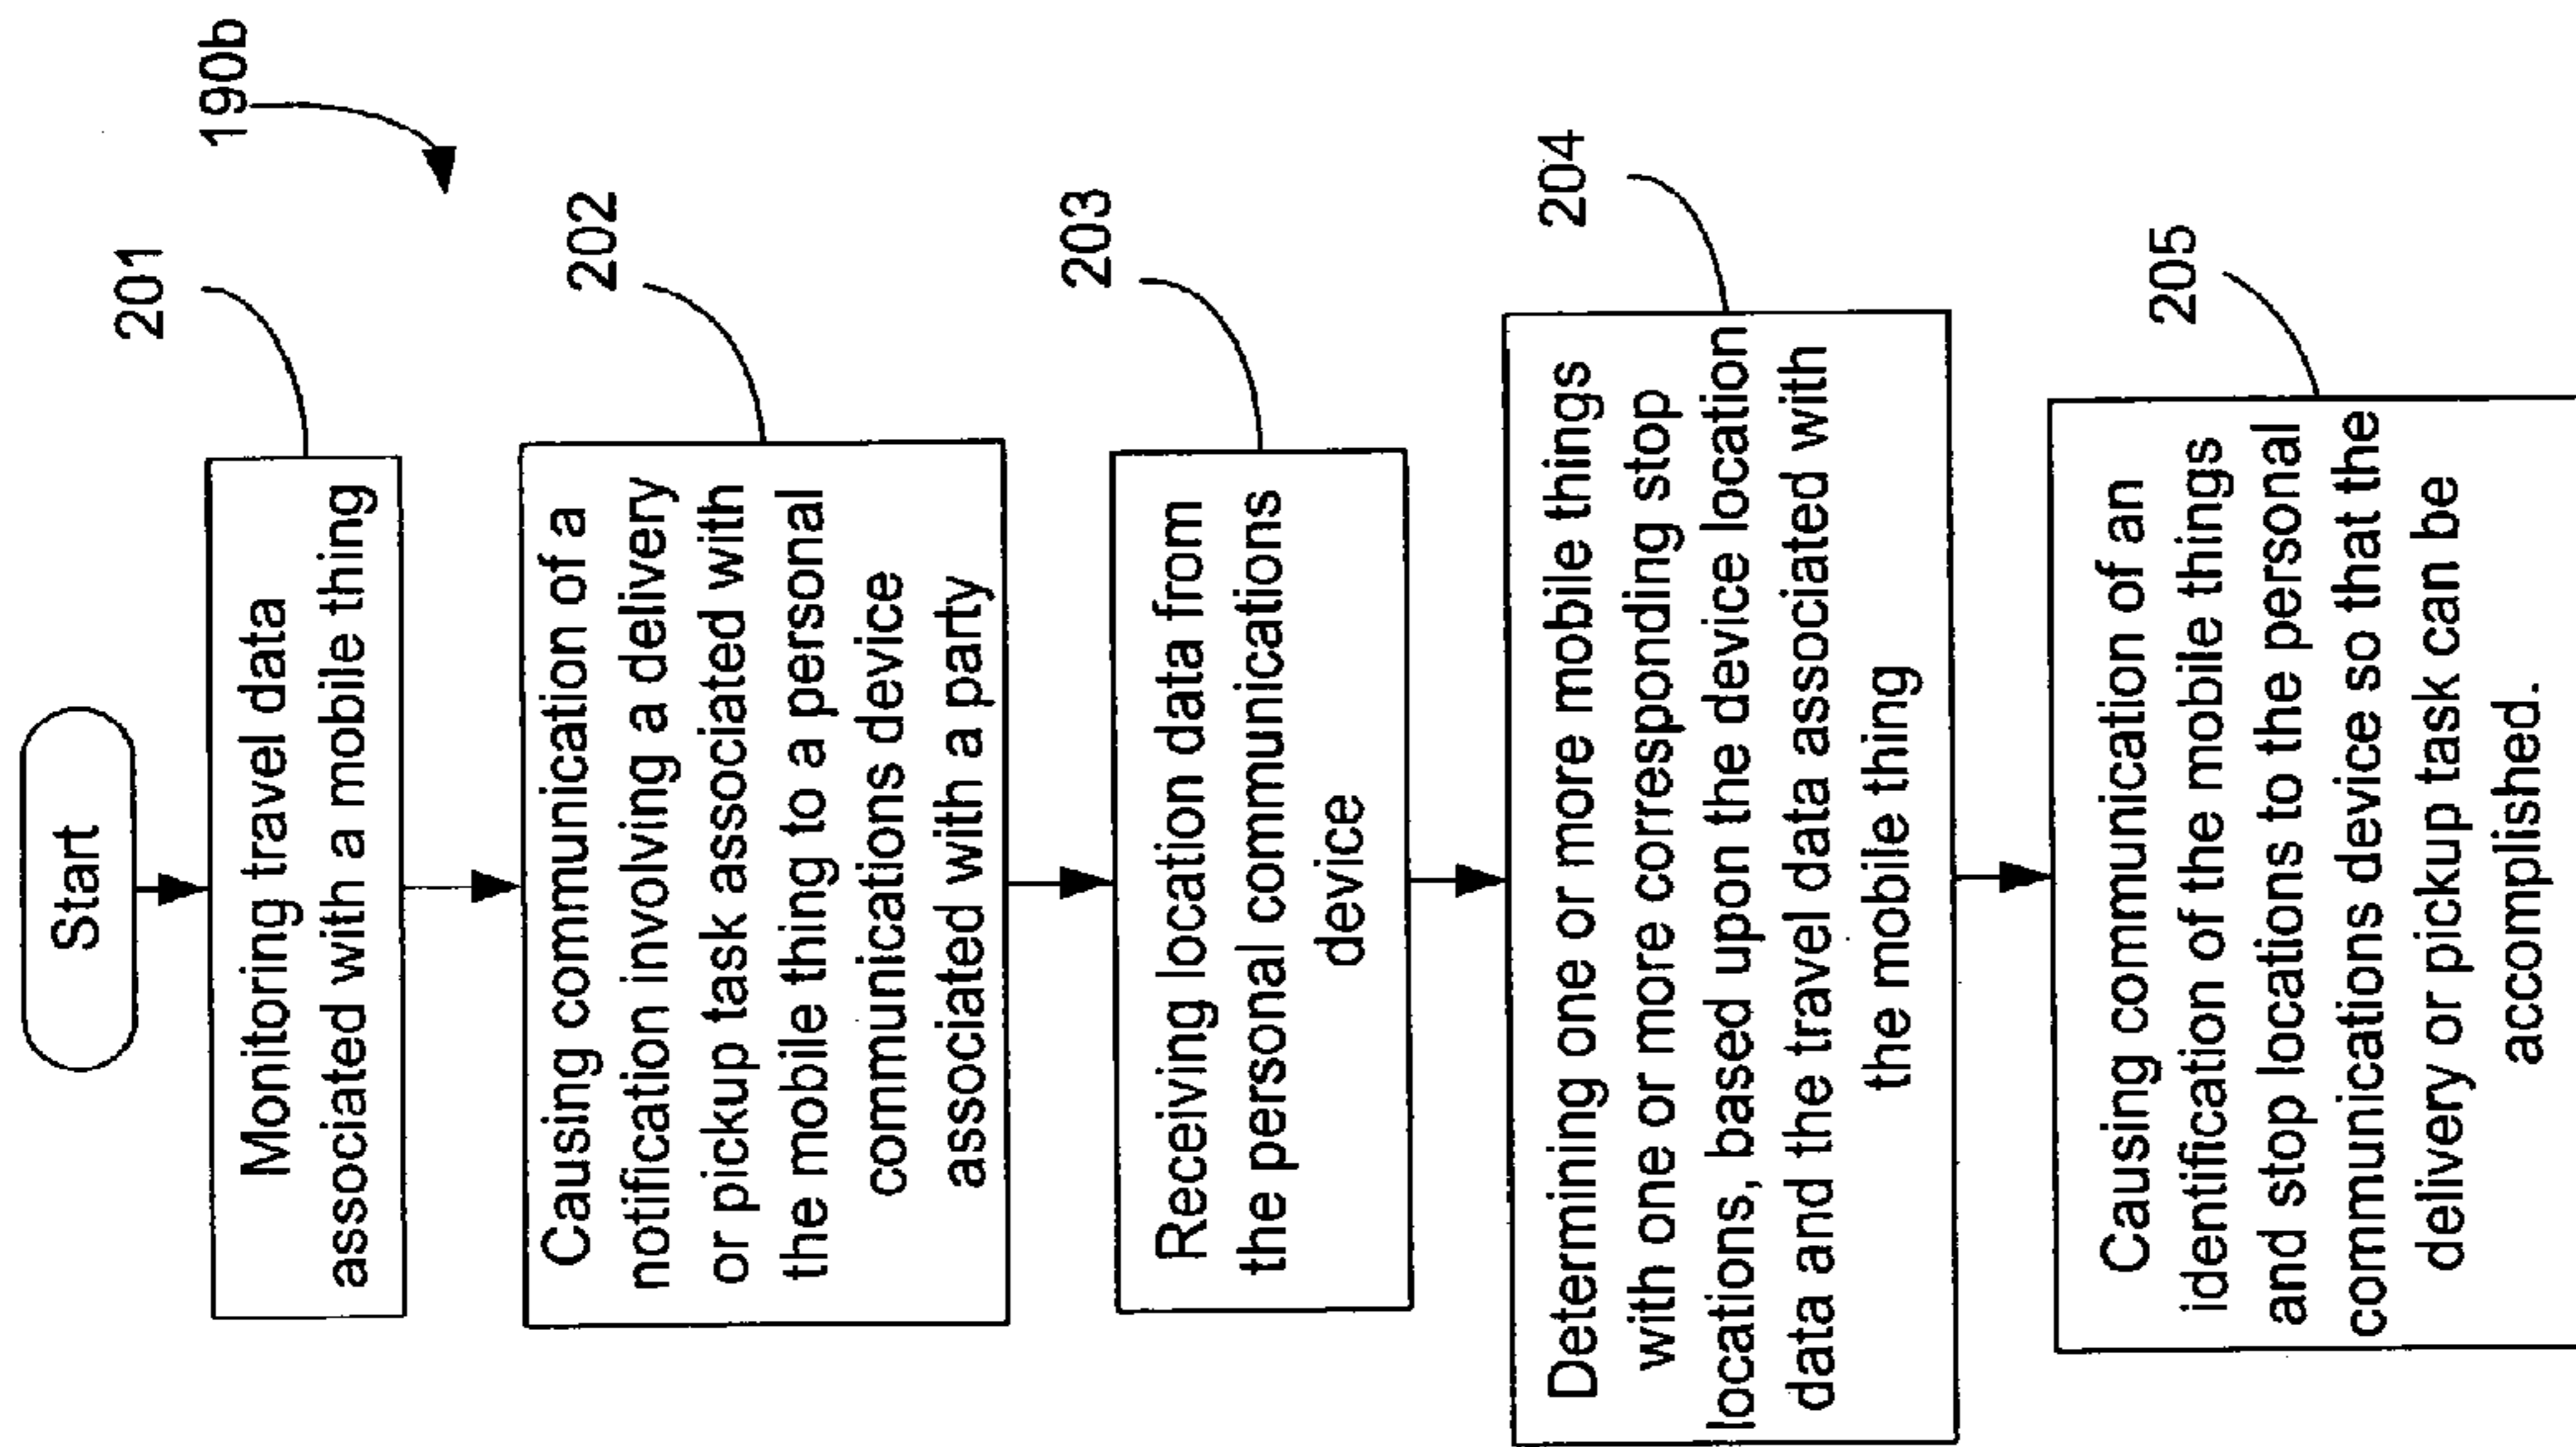 Start
190b
201
Monitoring travel data
associated with a mobile thing
202
Causing communication of a
notification involving a delivery
or pickup task associated with
the mobile thing to a personal
communications device
associated with a party
203
Receiving location data from
the personal communications
device
204
Determining one or more mobile things
with one or more corresponding stop
locations, based upon the device location
data and the travel data associated with
the mobile thing
205
Causing communication of an
identification of the mobile things
and stop locations to the personal
communications device so that the
delivery or pickup task can be
accomplished.